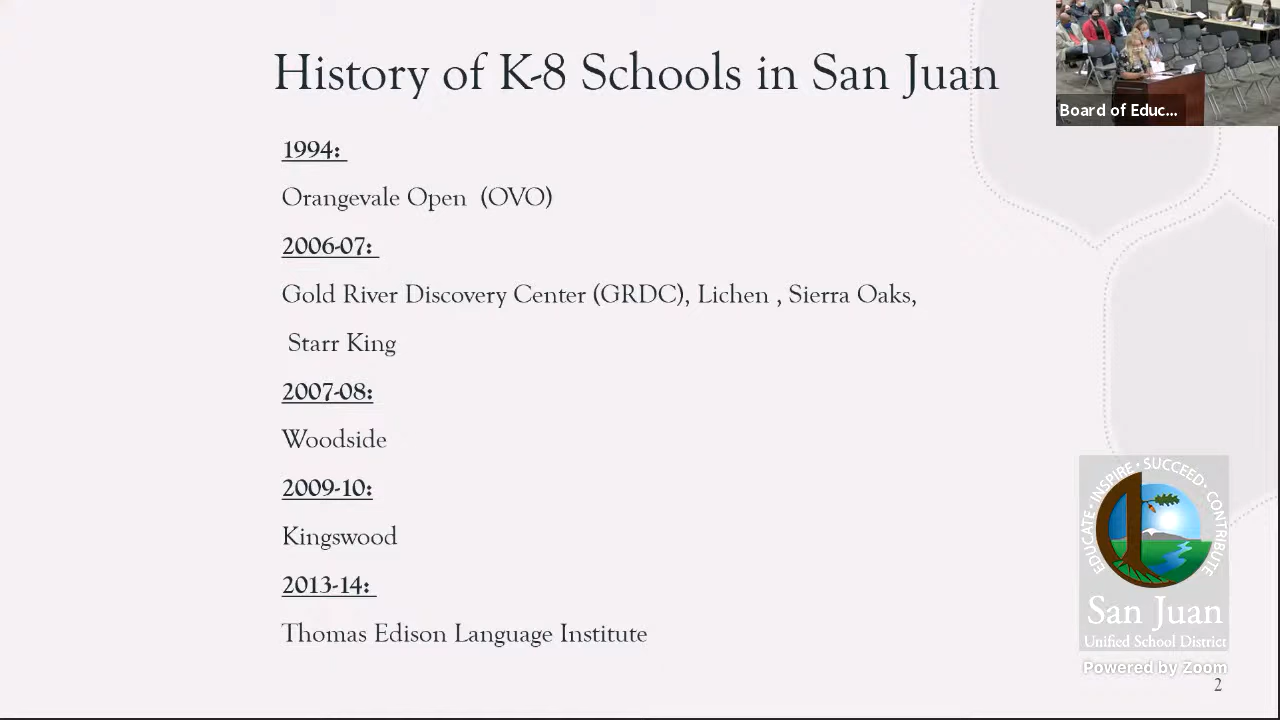 History of K-8 Schools in San Juan
Board of Educ...
1994:
Orangevale Open (OVO)
2006-07:
Gold River Discovery Center (GRDC), Lichen , Sierra Oaks,
Starr King
2007-08:
Woodside
2009-10:
Kingswood
2013-14:
Thomas Edison Language Institute
EDUCATE • INSPIRE • SUCCEED • CONTRIBUTE
San Juan
Unified School District
Powered by Zoom
2